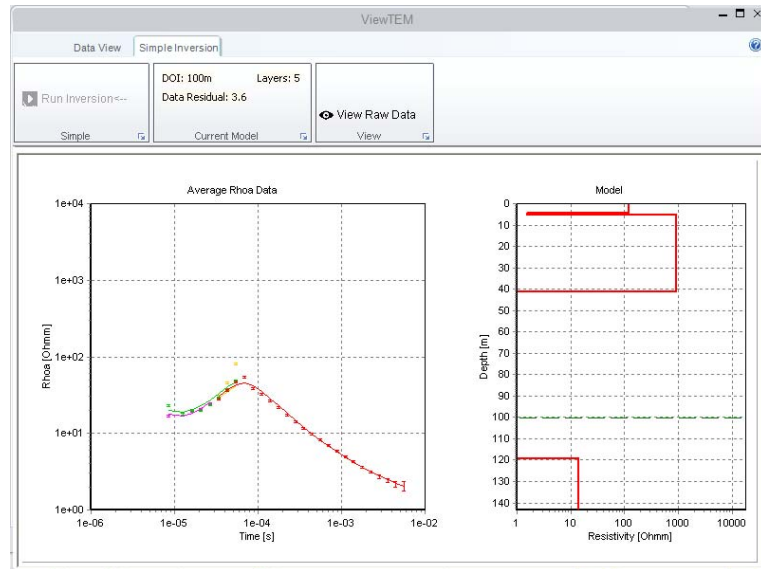 ViewTEM
Data View Simple Inversion
Run Inversion<--
Simple
DOI: 100m Layers: 5
Data Residual: 3.6
Current Model
View Raw Data
View
Average Rhoa Data
1e+04
1e+03
1e+02
1e+01
1e+00
Rhoa [Ohmm]
1e-06 1e-05 1e-04 1e-03 1e-02
Time [s]
Model
0
10
20
30
40
50
60
70
80
90
100
110
120
130
140
Depth [m]
1 10 100 1000 10000
Resistivity [Ohmm]